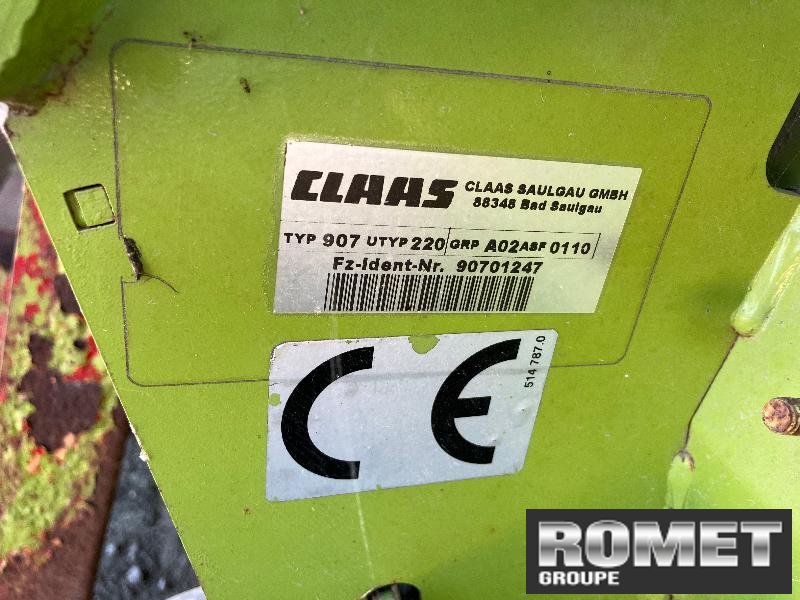 CLAAS CLAAS SAULGAU GMBH
88348 Bad Saulgau
TYP 907 UTYP 220 GRP A02 ASF 0110
Fz-Ident-Nr. 90701247
CE
514 787.0
ROMET
GROUPE